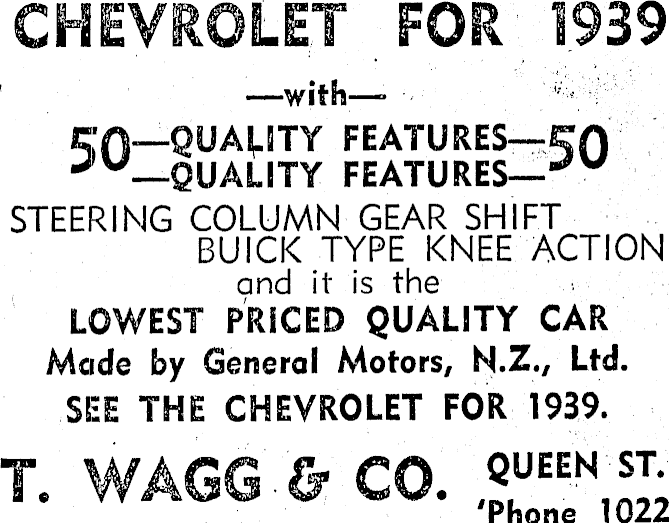 CHEVROLET FOR 1939
—with—
50—QUALITY FEATURES—50
—QUALITY FEATURES—
STEERING COLUMN GEAR SHIFT
BUICK TYPE KNEE ACTION
and it is the
LOWEST PRICED QUALITY CAR
Made by General Motors, N.Z., Ltd.
SEE THE CHEVROLET FOR 1939.
T. WAGG & CO. QUEEN ST.
'Phone 1022